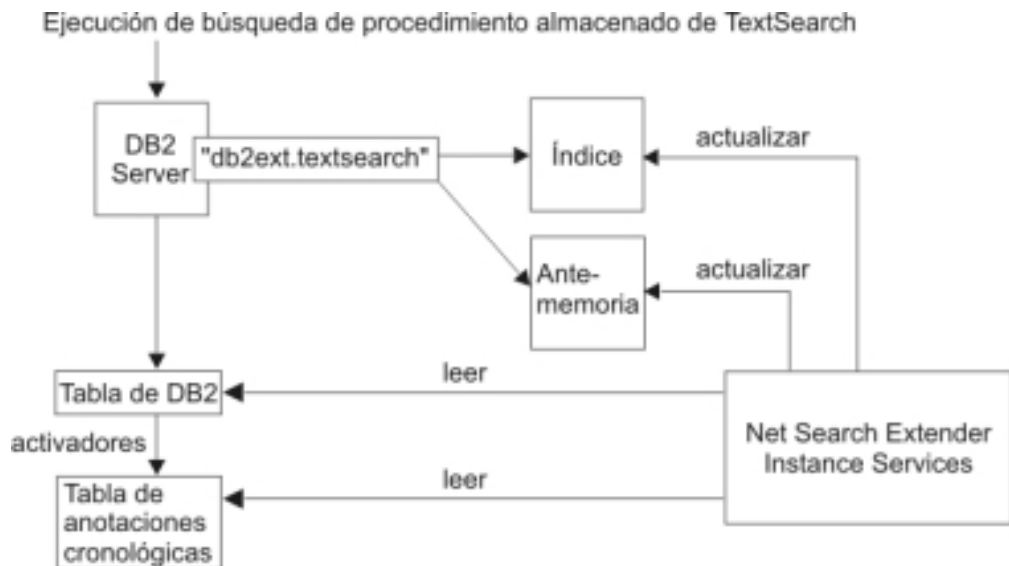 Ejecución de búsqueda de procedimiento almacenado de TextSearch
DB2
Server
"db2ext.textsearch"
Índice
actualizar
Ante-
memoria
actualizar
Tabla de DB2
leer
activadores
Net Search Extender
Instance Services
Tabla de
anotaciones
cronológicas
leer